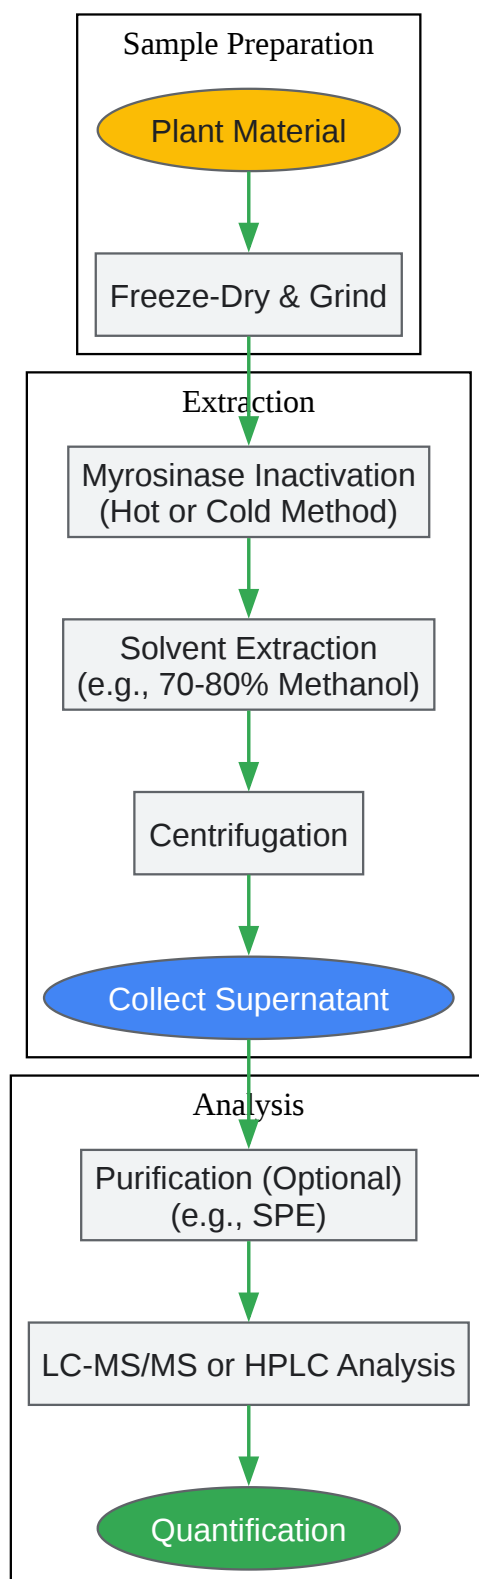 Sample Preparation
Plant Material
Freeze-Dry & Grind
Extraction
Myrosinase Inactivation
(Hot or Cold Method)
Solvent Extraction
(e.g., 70-80% Methanol)
Centrifugation
Collect Supernatant
Analysis
Purification (Optional)
(e.g., SPE)
LC-MS/MS or HPLC Analysis
Quantification